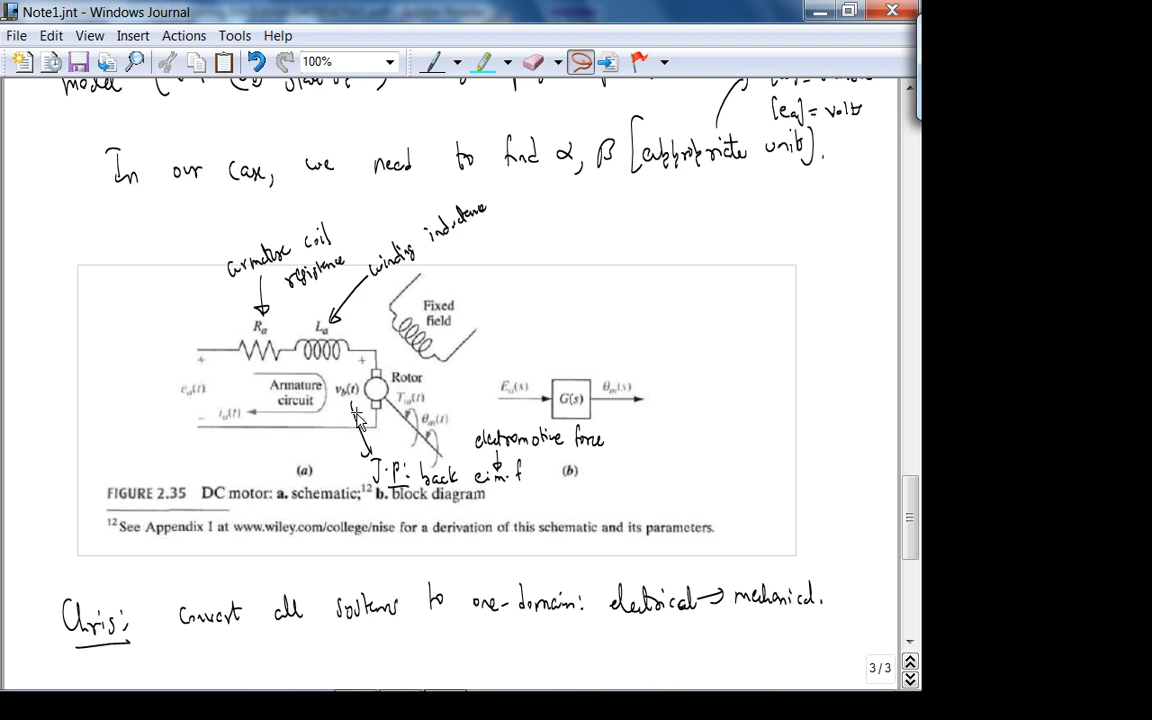 Note1.jnt - Windows Journal
File Edit View Insert Actions Tools Help
100%
model
[ea] = volt
In our case, we need to find α, β [appropriate unit].
armature coil
resistance
winding inductance
Fixed
field
Ra
La
+
+
Rotor
ea(t)
Armature
circuit
vb(t)
Tm(t)
Em(s)
G(s)
θm(s)
ia(t)
θm(t)
-
electromotive force
(a)
J.P: back e.m.f
(b)
FIGURE 2.35 DC motor: a. schematic;12 b. block diagram
12 See Appendix I at www.wiley.com/college/nise for a derivation of this schematic and its parameters.
Chris: convert all systems to one-domain: electrical → mechanical.
3/3